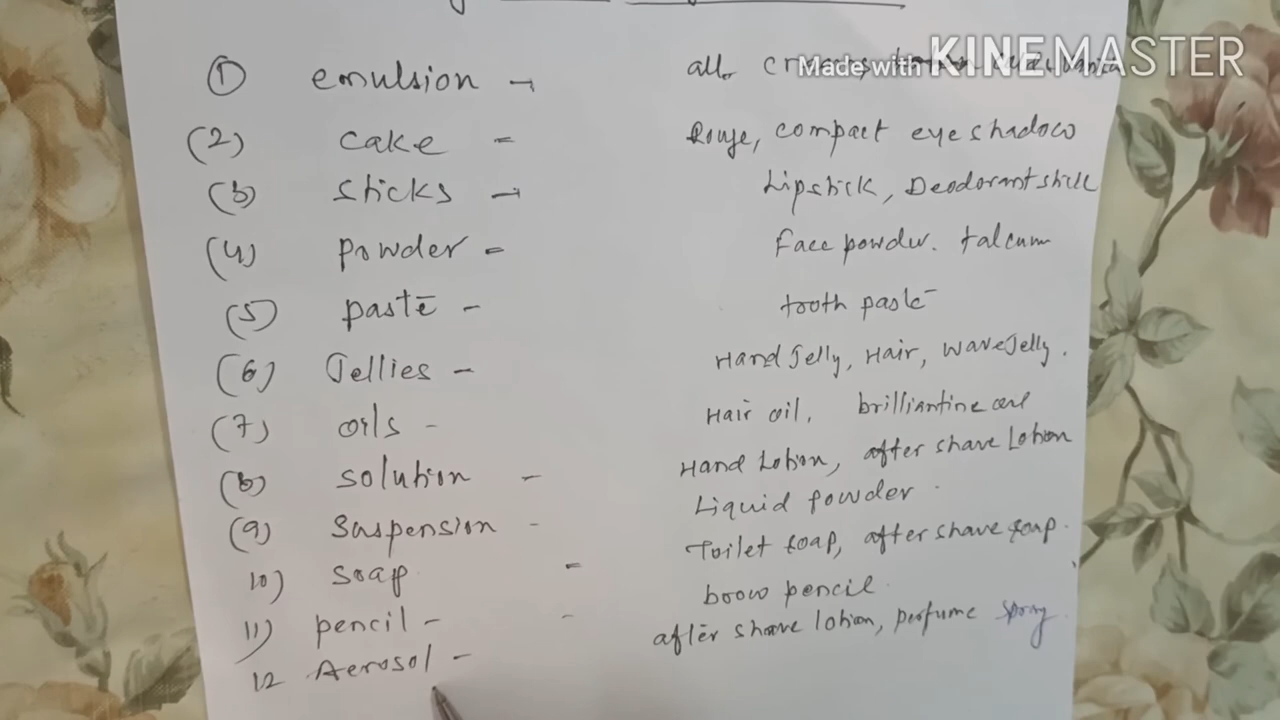 Made with KINEMASTER
① emulsion → all creams
(2) cake = Rouje, compact eye shadow
(3) sticks → Lipstick, Deodorant stick
(4) powder = Face powder. talcum
(5) paste - tooth paste
(6) Jellies - Hand Jelly, Hair, wave Jelly.
(7) oils - Hair oil, brilliantine oil
(8) solution - Hand Lotion, after shave Lotion
(9) Suspension - Liquid powder
10) soap = Toilet soap, after shave soap.
11) pencil - brow pencil
12 Aerosol - after shave lotion, perfume spray